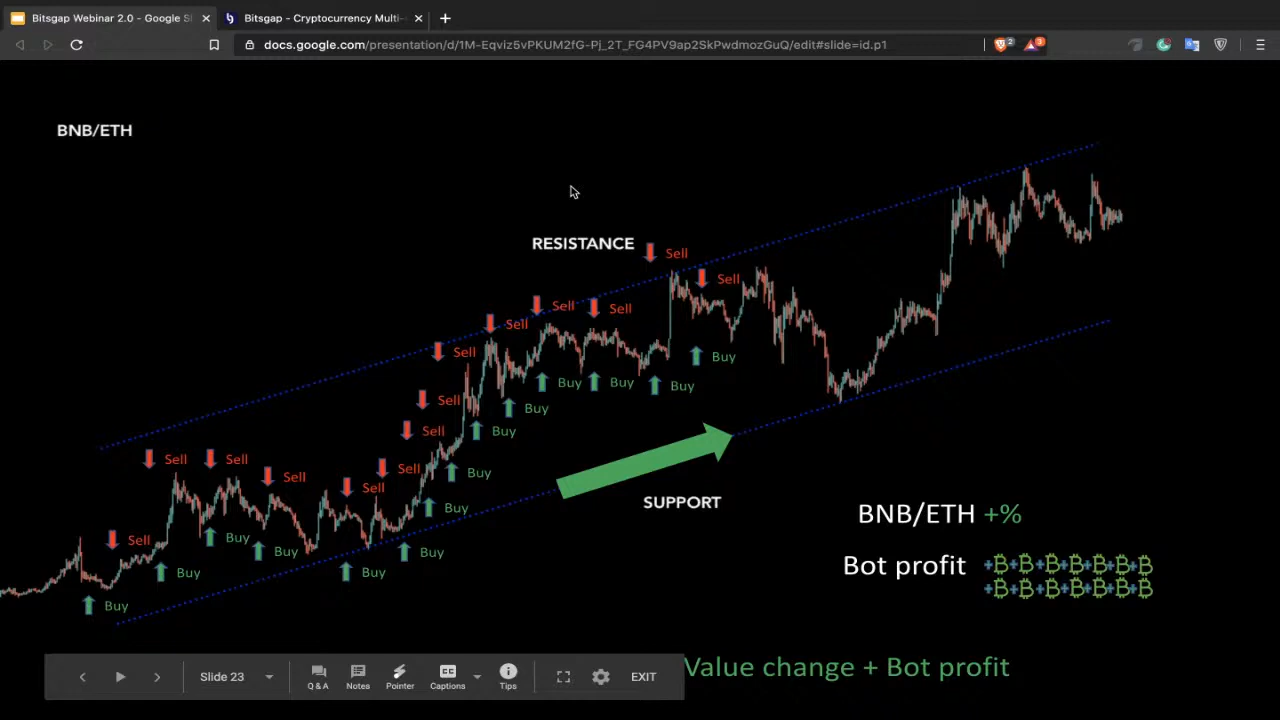 Bitsgap Webinar 2.0 - Google Sl
Bitsgap - Cryptocurrency Multi-
docs.google.com/presentation/d/1M-Eqviz5vPKUM2fG-Pj_2T_FG4PV9ap2SkPwdmozGuQ/edit#slide=id.p1
2
3
BNB/ETH
RESISTANCE
Sell
Sell
Sell
Sell
Sell
Sell
Buy
Buy
Buy
Buy
Sell
Buy
Sell
Buy
Sell
Sell
Sell
Sell
Buy
Sell
Sell
SUPPORT
Buy
BNB/ETH +%
Buy
Sell
Buy
Buy
Bot profit +₿+₿+₿+₿+₿+₿+₿
Buy
Buy
+₿+₿+₿+₿+₿+₿+₿
Buy
Value change + Bot profit
Slide 23
Q & A
Notes
Pointer
Captions
Tips
EXIT